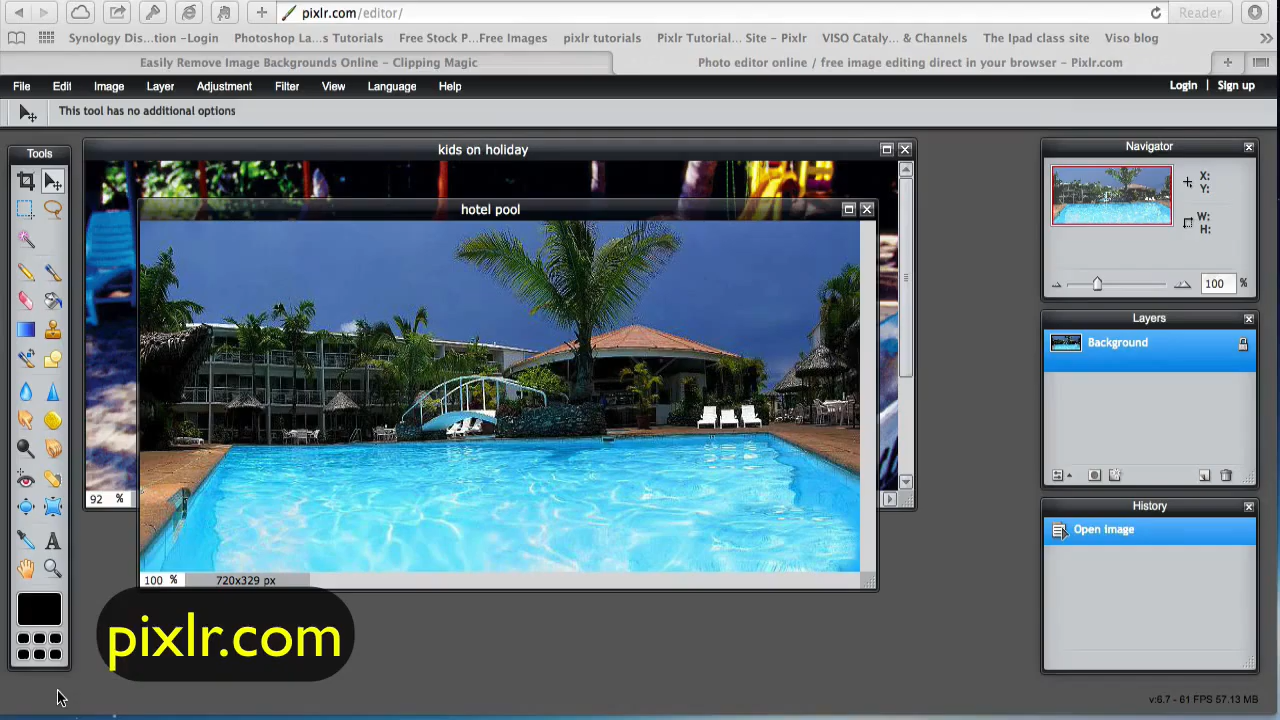 pixlr.com/editor/
Reader
Synology Dis...tion -Login
Photoshop La...s Tutorials
Free Stock P...Free Images
pixlr tutorials
Pixlr Tutorial... Site - Pixlr
VISO Cataly... & Channels
The Ipad class site
Viso blog
Easily Remove Image Backgrounds Online – Clipping Magic
Photo editor online / free image editing direct in your browser – Pixlr.com
File Edit Image Layer Adjustment Filter View Language Help
Login | Sign up
This tool has no additional options
Tools
kids on holiday
hotel pool
92 %
100 % 720x329 px
Navigator
X:
Y:
W:
H:
100 %
Layers
Background
History
Open Image
pixlr.com
v:6.7 - 61 FPS 57.13 MB